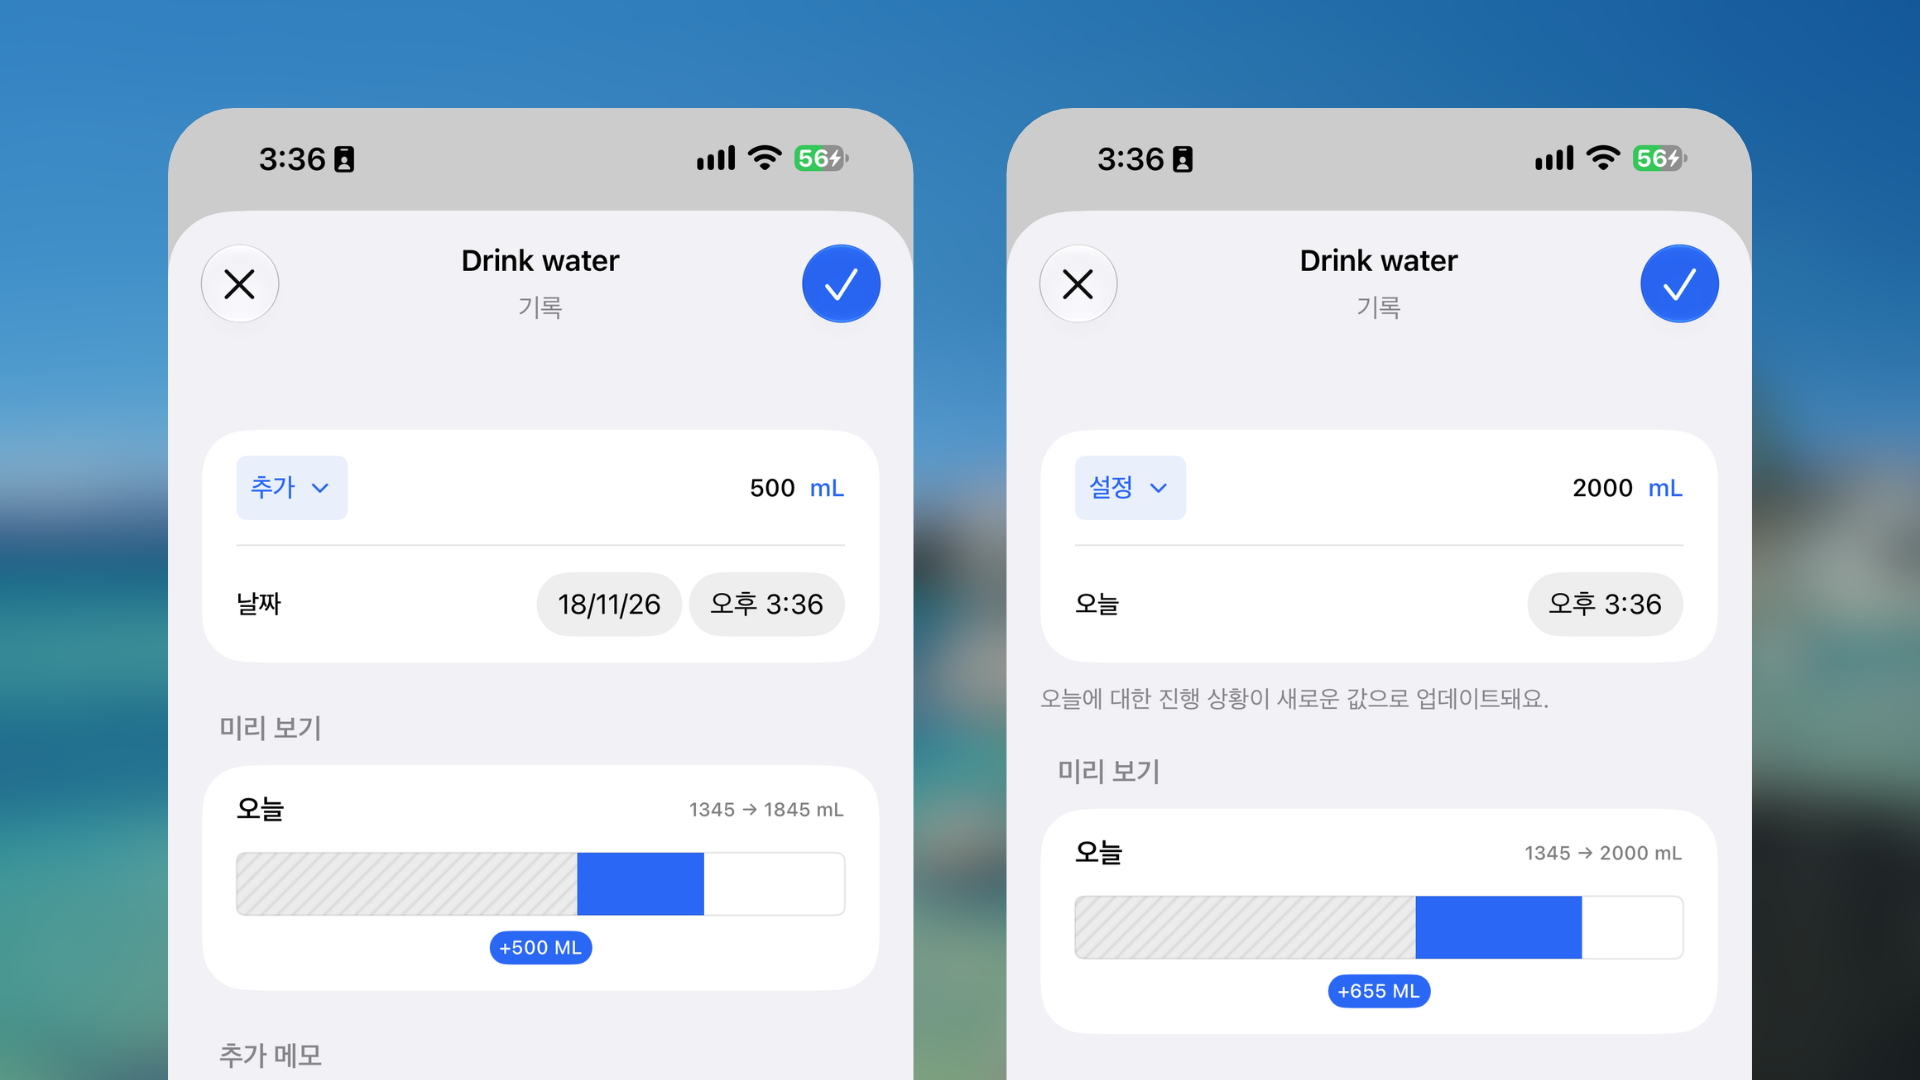 3:36
56
Drink water
기록
추가
500 mL
날짜
18/11/26
오후 3:36
미리 보기
오늘
1345 → 1845 mL
+500 ML
추가 메모
3:36
56
Drink water
기록
설정
2000 mL
오늘
오후 3:36
오늘에 대한 진행 상황이 새로운 값으로 업데이트돼요.
미리 보기
오늘
1345 → 2000 mL
+655 ML